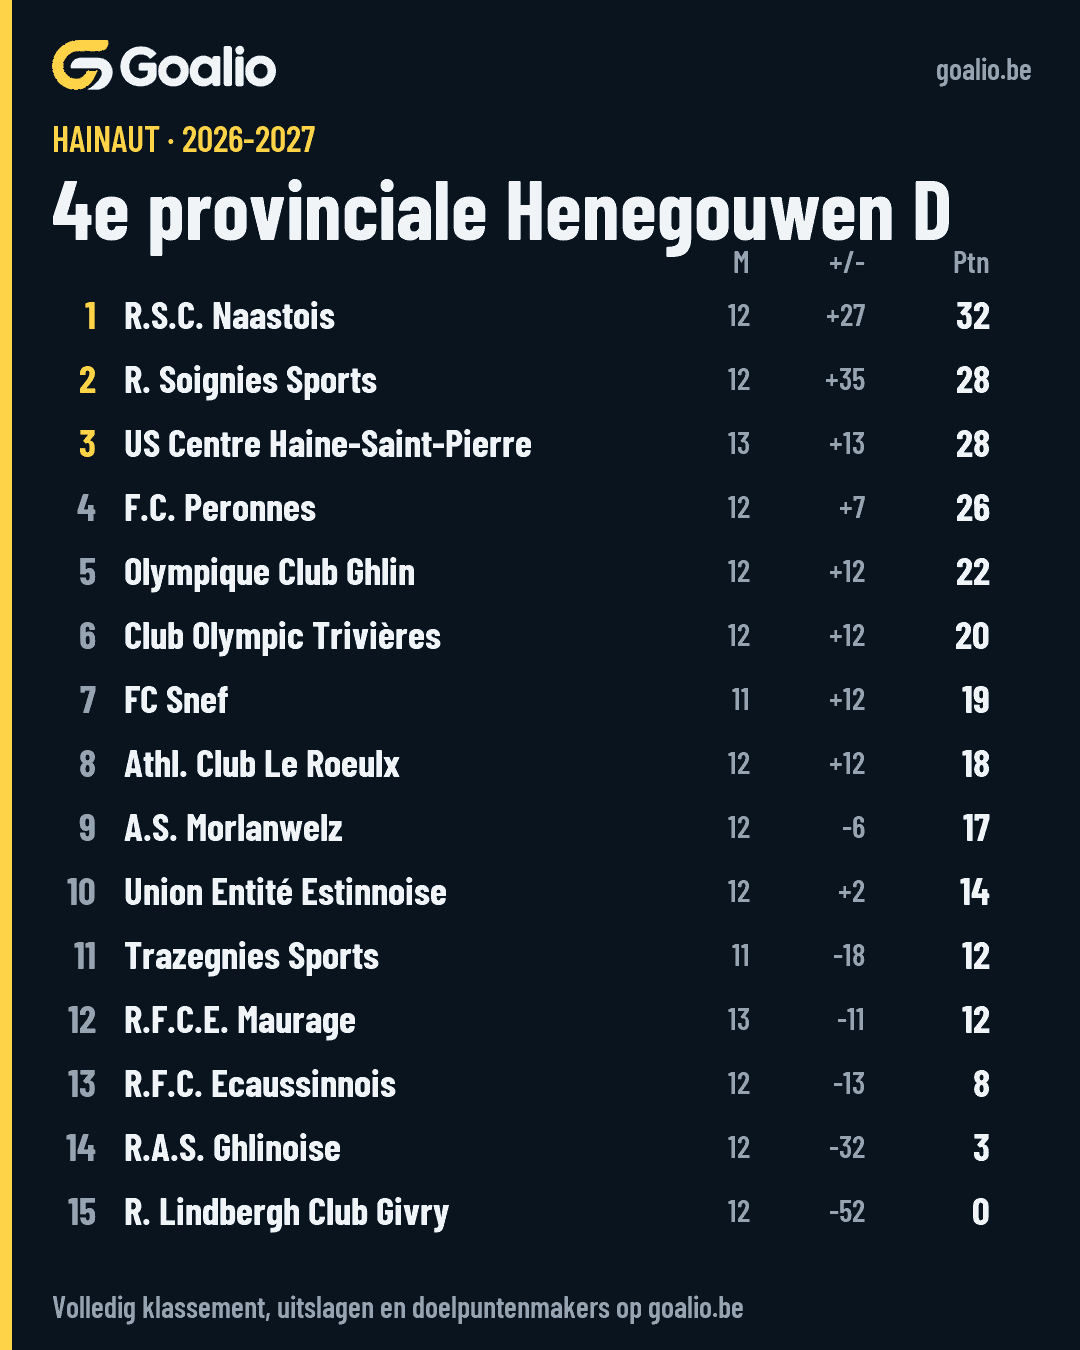 Goalio
goalio.be
HAINAUT · 2026-2027
4e provinciale Henegouwen D
M +/- Ptn
1 R.S.C. Naastois 12 +27 32
2 R. Soignies Sports 12 +35 28
3 US Centre Haine-Saint-Pierre 13 +13 28
4 F.C. Peronnes 12 +7 26
5 Olympique Club Ghlin 12 +12 22
6 Club Olympic Trivières 12 +12 20
7 FC Snef 11 +12 19
8 Athl. Club Le Roeulx 12 +12 18
9 A.S. Morlanwelz 12 -6 17
10 Union Entité Estinnoise 12 +2 14
11 Trazegnies Sports 11 -18 12
12 R.F.C.E. Maurage 13 -11 12
13 R.F.C. Ecaussinnois 12 -13 8
14 R.A.S. Ghlinoise 12 -32 3
15 R. Lindbergh Club Givry 12 -52 0
Volledig klassement, uitslagen en doelpuntenmakers op goalio.be